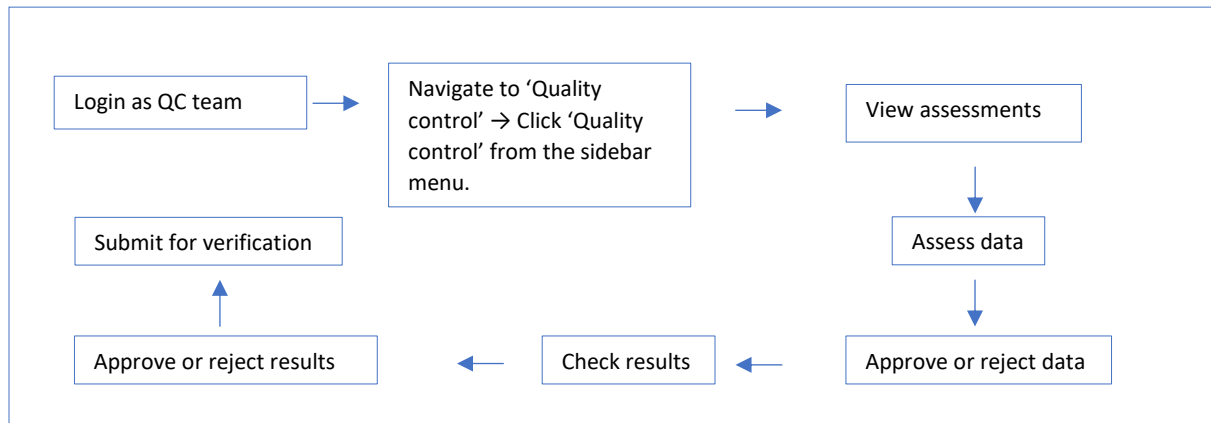 Login as QC team
Navigate to ‘Quality
control’ → Click ‘Quality
control’ from the sidebar
menu.
View assessments
Assess data
Approve or reject data
Check results
Approve or reject results
Submit for verification